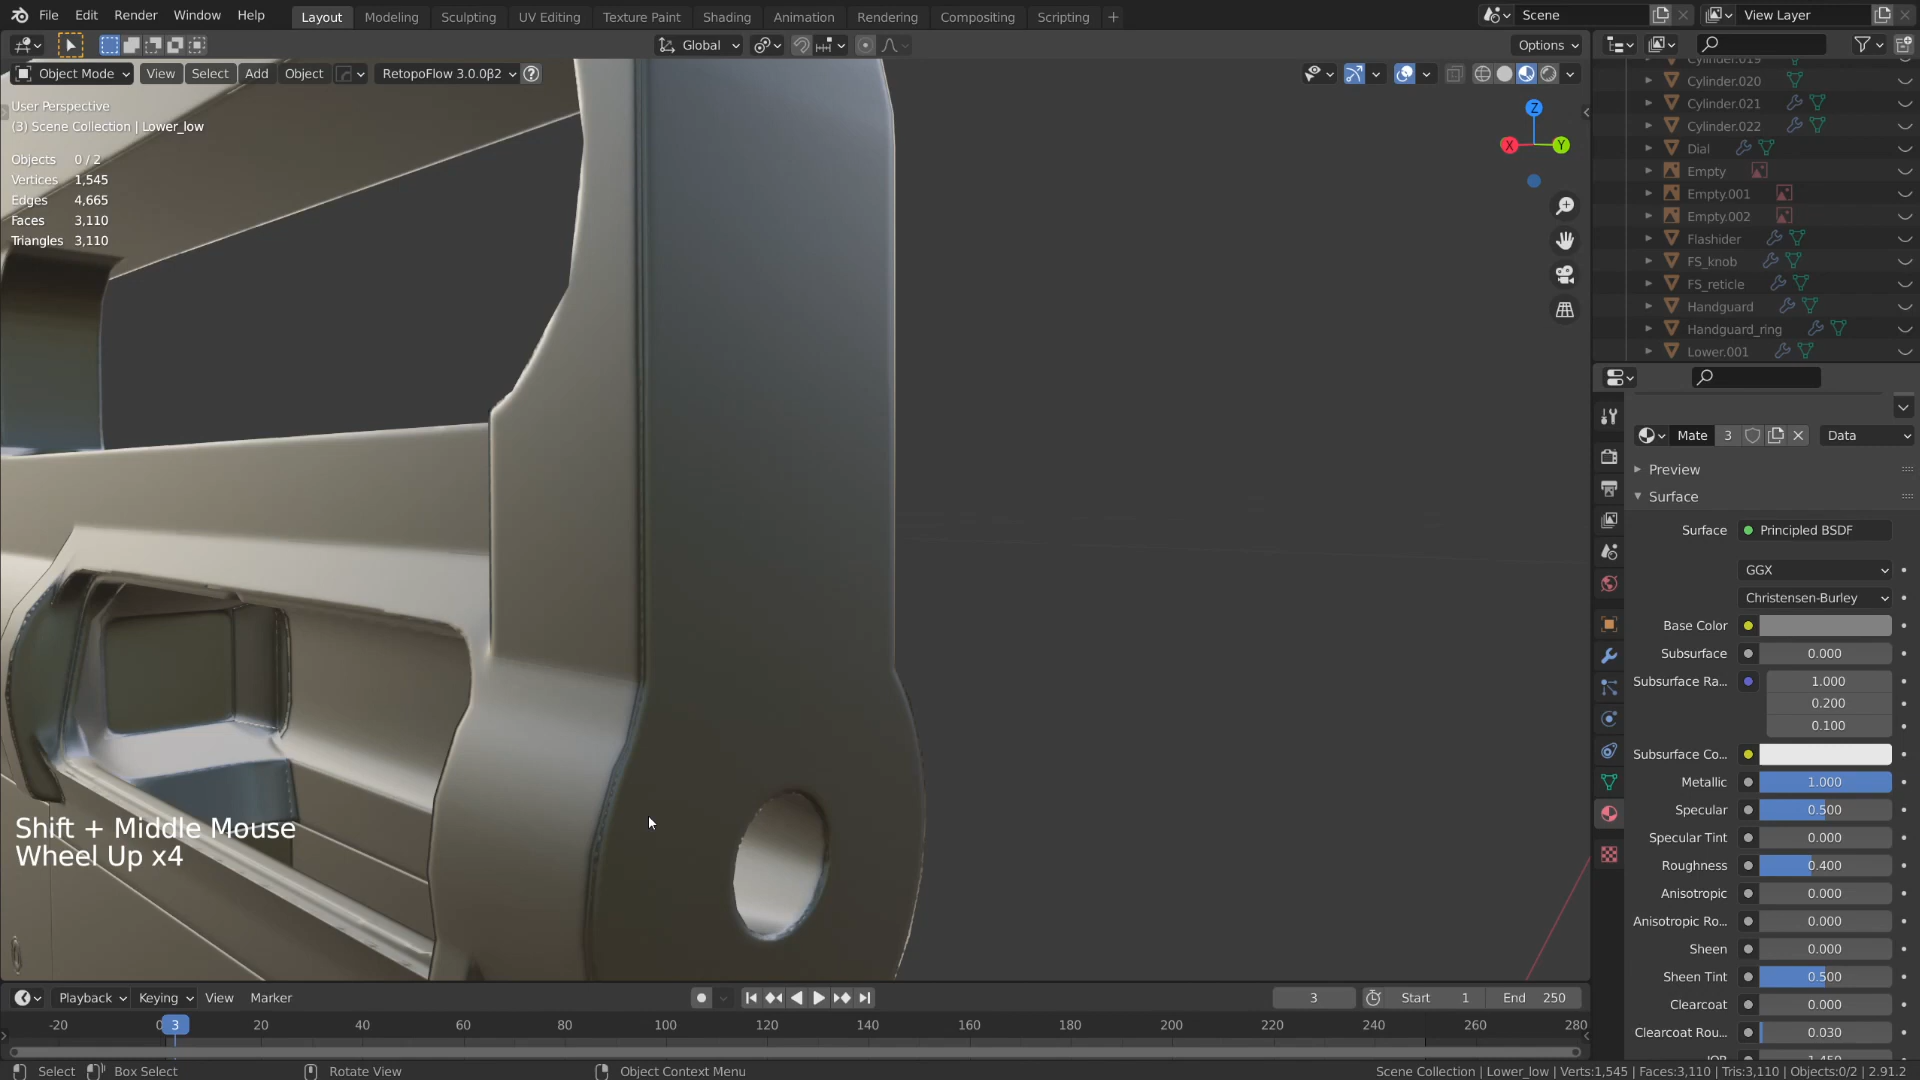 File Edit Render Window Help
Layout Modeling Sculpting UV Editing Texture Paint Shading Animation Rendering Compositing Scripting +
Scene View Layer
Global Options
Object Mode View Select Add Object RetopoFlow 3.0.0β2
User Perspective
(3) Scene Collection | Lower_low
Objects 0 / 2
Vertices 1,545
Edges 4,665
Faces 3,110
Triangles 3,110
Z
X Y
Shift + Middle Mouse
Wheel Up x4
Cylinder.019
Cylinder.020
Cylinder.021
Cylinder.022
Dial
Empty
Empty.001
Empty.002
Flashider
FS_knob
FS_reticle
Handguard
Handguard_ring
Lower.001
Mate 3 Data
Preview
Surface
Surface Principled BSDF
GGX
Christensen-Burley
Base Color
Subsurface 0.000
Subsurface Ra... 1.000
0.200
0.100
Subsurface Co...
Metallic 1.000
Specular 0.500
Specular Tint 0.000
Roughness 0.400
Anisotropic 0.000
Anisotropic Ro... 0.000
Sheen 0.000
Sheen Tint 0.500
Clearcoat 0.000
Clearcoat Rou... 0.030
IOR 1.450
Playback Keying View Marker 3 Start 1 End 250
-20 0 3 20 40 60 80 100 120 140 160 180 200 220 240 260 280
Select Box Select Rotate View Object Context Menu Scene Collection | Lower_low | Verts:1,545 | Faces:3,110 | Tris:3,110 | Objects:0/2 | 2.91.2